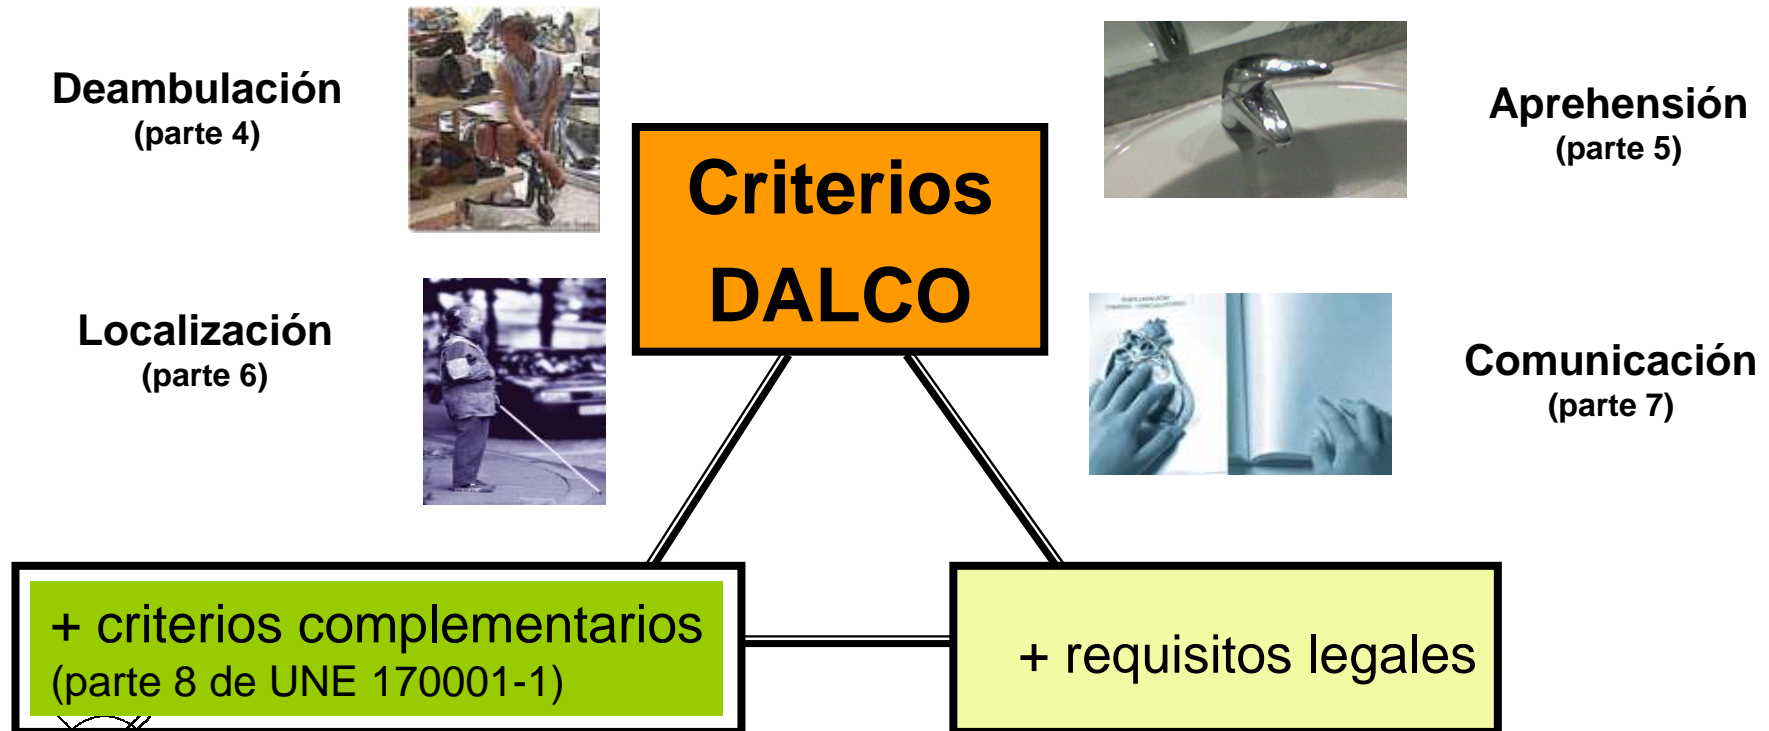 Deambulación
(parte 4)
Criterios
DALCO
Aprehensión
(parte 5)
Localización
(parte 6)
Comunicación
(parte 7)
+ criterios complementarios
(parte 8 de UNE 170001-1)
+ requisitos legales